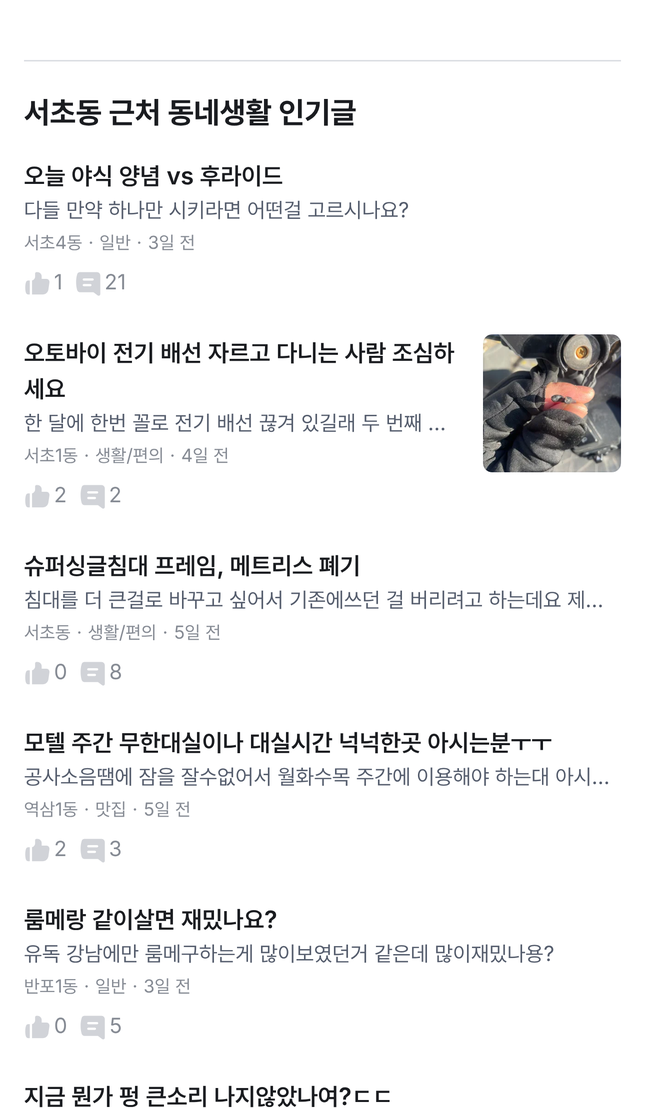 서초동 근처 동네생활 인기글
오늘 야식 양념 vs 후라이드
다들 만약 하나만 시키라면 어떤걸 고르시나요?
서초4동 · 일반 · 3일 전
1 21
오토바이 전기 배선 자르고 다니는 사람 조심하
세요
한 달에 한번 꼴로 전기 배선 끊겨 있길래 두 번째 ...
서초1동 · 생활/편의 · 4일 전
2 2
슈퍼싱글침대 프레임, 메트리스 폐기
침대를 더 큰걸로 바꾸고 싶어서 기존에쓰던 걸 버리려고 하는데요 제...
서초동 · 생활/편의 · 5일 전
0 8
모텔 주간 무한대실이나 대실시간 넉넉한곳 아시는분ㅜㅜ
공사소음땜에 잠을 잘수없어서 월화수목 주간에 이용해야 하는대 아시...
역삼1동 · 맛집 · 5일 전
2 3
룸메랑 같이살면 재밌나요?
유독 강남에만 룸메구하는게 많이보였던거 같은데 많이재밌나용?
반포1동 · 일반 · 3일 전
0 5
지금 뭔가 펑 큰소리 나지않았나여?ㄷㄷ